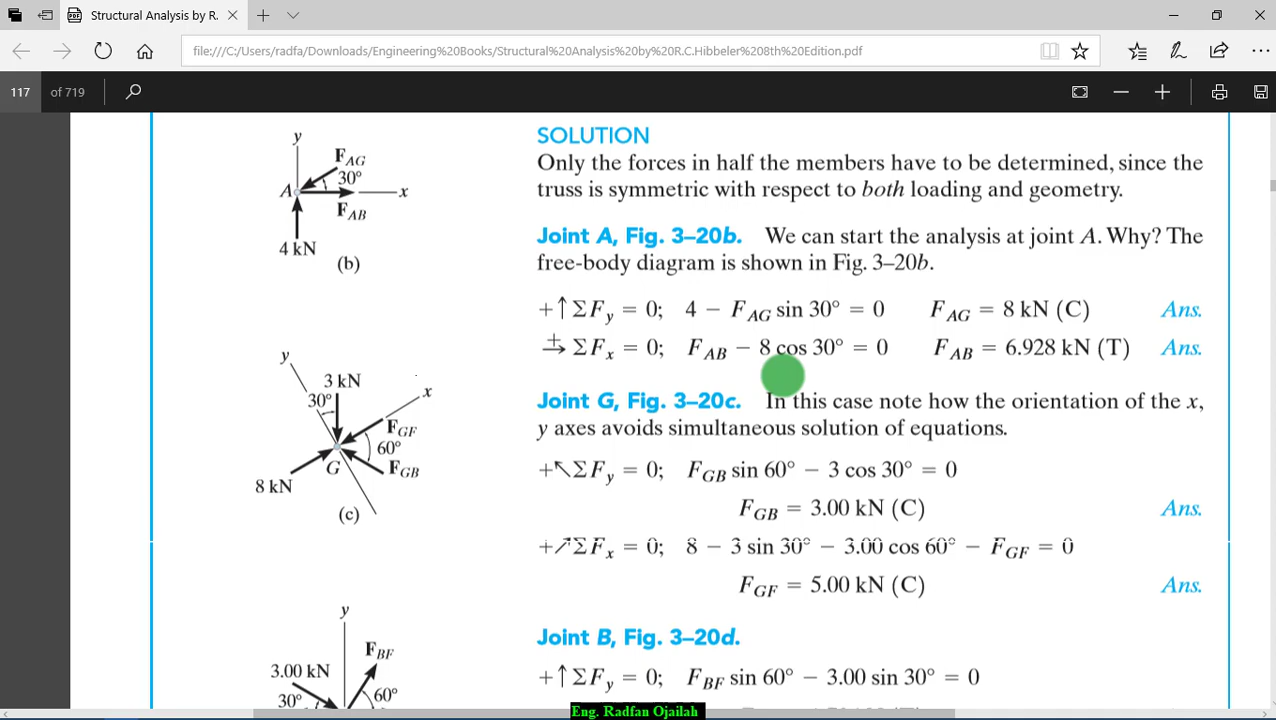 Structural Analysis by R.
file:///C:/Users/radfa/Downloads/Engineering%20Books/Structural%20Analysis%20by%20R.C.Hibbeler%208th%20Edition.pdf
117 of 719
y
F_AG
30°
A
x
F_AB
4 kN
(b)
SOLUTION
Only the forces in half the members have to be determined, since the
truss is symmetric with respect to both loading and geometry.
Joint A, Fig. 3–20b. We can start the analysis at joint A. Why? The
free-body diagram is shown in Fig. 3–20b.
+↑ΣF_y = 0; 4 − F_AG sin 30° = 0 F_AG = 8 kN (C) Ans.
→+ ΣF_x = 0; F_AB − 8 cos 30° = 0 F_AB = 6.928 kN (T) Ans.
y
3 kN
30°
x
F_GF
60°
G
F_GB
8 kN
(c)
Joint G, Fig. 3–20c. In this case note how the orientation of the x,
y axes avoids simultaneous solution of equations.
+↖ΣF_y = 0; F_GB sin 60° − 3 cos 30° = 0
F_GB = 3.00 kN (C) Ans.
+↗ΣF_x = 0; 8 − 3 sin 30° − 3.00 cos 60° − F_GF = 0
F_GF = 5.00 kN (C) Ans.
y
F_BF
3.00 kN
30°
60°
Joint B, Fig. 3–20d.
+↑ΣF_y = 0; F_BF sin 60° − 3.00 sin 30° = 0
Eng. Radfan Ojailah